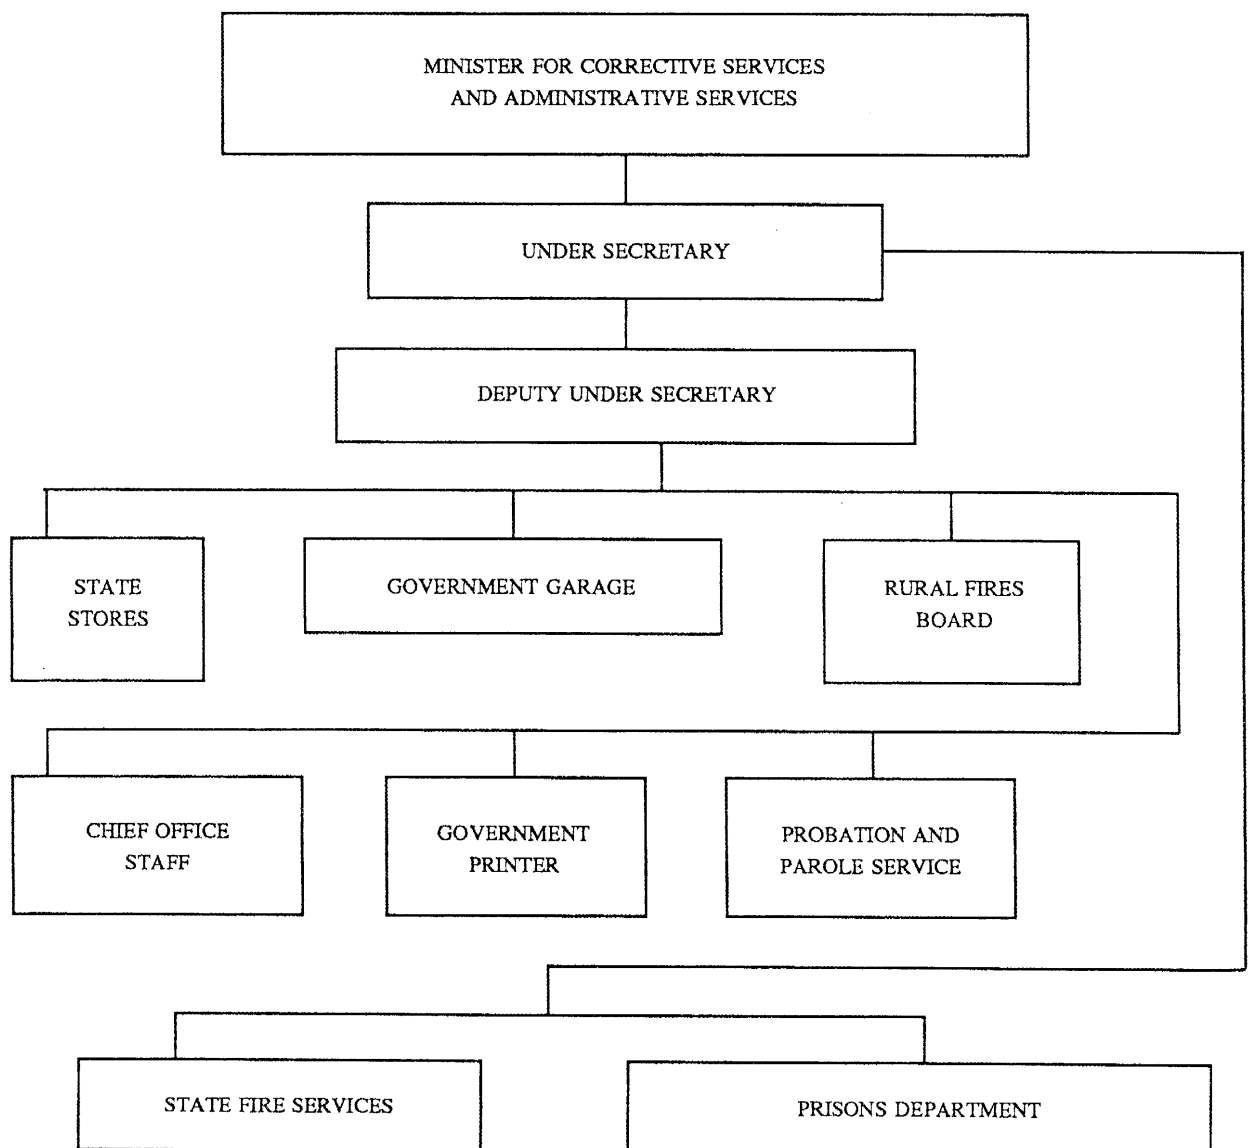 MINISTER FOR CORRECTIVE SERVICES
AND ADMINISTRATIVE SERVICES
UNDER SECRETARY
DEPUTY UNDER SECRETARY
STATE
STORES
GOVERNMENT GARAGE
RURAL FIRES
BOARD
CHIEF OFFICE
STAFF
GOVERNMENT
PRINTER
PROBATION AND
PAROLE SERVICE
STATE FIRE SERVICES
PRISONS DEPARTMENT